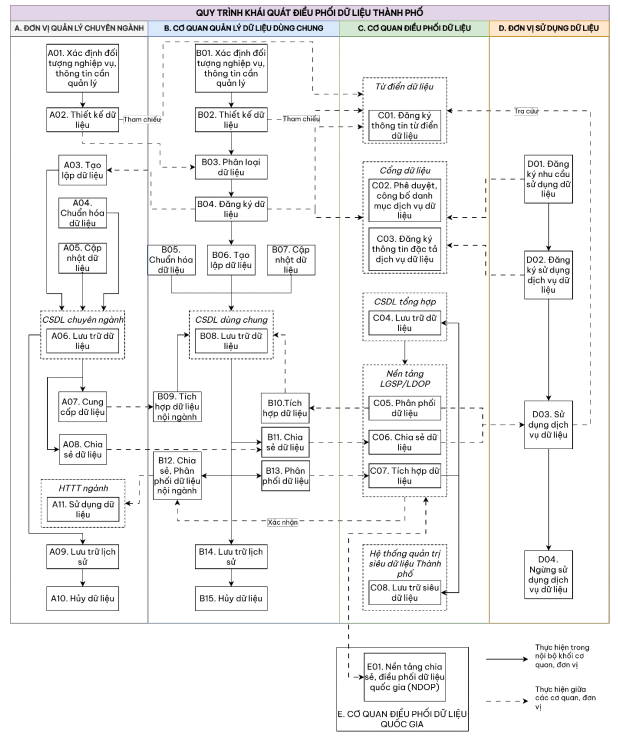 QUY TRÌNH KHÁI QUÁT ĐIỀU PHỐI DỮ LIỆU THÀNH PHỐ
A. ĐƠN VỊ QUẢN LÝ CHUYÊN NGÀNH
B. CƠ QUAN QUẢN LÝ DỮ LIỆU DÙNG CHUNG
C. CƠ QUAN ĐIỀU PHỐI DỮ LIỆU
D. ĐƠN VỊ SỬ DỤNG DỮ LIỆU
A01. Xác định đối
tượng nghiệp vụ,
thông tin cần
quản lý
A02. Thiết kế dữ
liệu
A03. Tạo
lập dữ liệu
A04.
Chuẩn hóa
dữ liệu
A05. Cập
nhật dữ
liệu
CSDL chuyên ngành
A06. Lưu trữ dữ
liệu
A07. Cung
cấp dữ liệu
A08. Chia
sẻ dữ liệu
HTTT ngành
A11. Sử dụng dữ
liệu
A09. Lưu trữ lịch
sử
A10. Hủy dữ liệu
Tham chiếu
B01. Xác định đối
tượng nghiệp vụ,
thông tin cần
quản lý
B02. Thiết kế dữ
liệu
B03. Phân loại
dữ liệu
B04. Đăng ký dữ
liệu
B05.
Chuẩn hóa
dữ liệu
B06. Tạo
lập dữ liệu
B07. Cập
nhật dữ
liệu
CSDL dùng chung
B08. Lưu trữ dữ
liệu
B09. Tích
hợp dữ liệu
nội ngành
B10.Tích
hợp dữ liệu
B11. Chia
sẻ dữ liệu
B12. Chia
sẻ, Phân
phối dữ liệu
nội ngành
B13. Phân
phối dữ liệu
Xác nhận
B14. Lưu trữ lịch
sử
B15. Hủy dữ liệu
Tham chiếu
Từ điển dữ liệu
C01. Đăng ký
thông tin từ điển
dữ liệu
Cổng dữ liệu
C02. Phê duyệt,
công bố danh
mục dịch vụ dữ
liệu
C03. Đăng ký
thông tin đặc tả
dịch vụ dữ liệu
CSDL tổng hợp
C04. Lưu trữ dữ
liệu
Nền tảng
LGSP/LDOP
C05. Phân phối
dữ liệu
C06. Chia sẻ dữ
liệu
C07. Tích hợp dữ
liệu
Hệ thống quản trị
siêu dữ liệu Thành
phố
C08. Lưu trữ siêu
dữ liệu
Tra cứu
D01. Đăng
ký nhu cầu
sử dụng dữ
liệu
D02. Đăng
ký sử dụng
dịch vụ dữ
liệu
D03. Sử
dụng dịch
vụ dữ liệu
D04.
Ngừng sử
dụng dịch
vụ dữ liệu
E01. Nền tảng chia
sẻ, điều phối dữ liệu
quốc gia (NDOP)
E. CƠ QUAN ĐIỀU PHỐI DỮ LIỆU
QUỐC GIA
Thực hiện trong
nội bộ khối cơ
quan, đơn vị
Thực hiện giữa
các cơ quan, đơn
vị